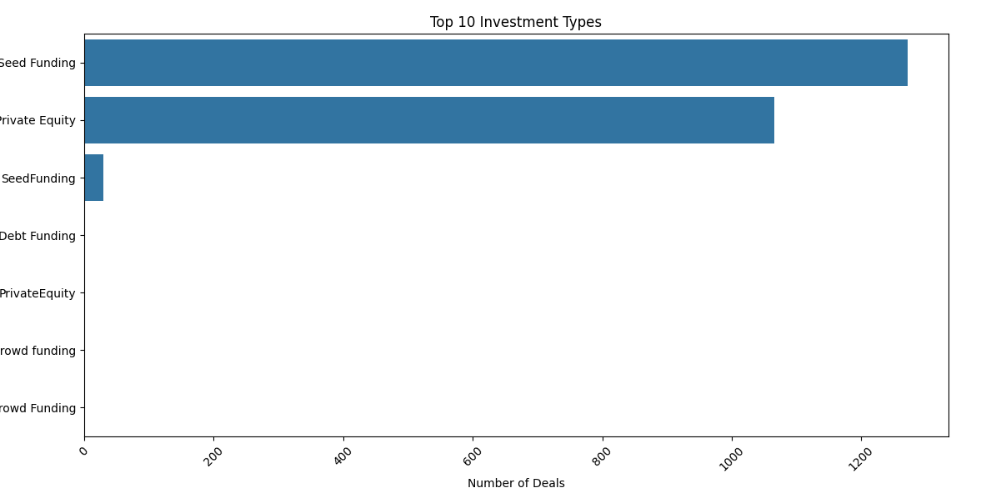 Top 10 Investment Types
Seed Funding
Private Equity
SeedFunding
Debt Funding
PrivateEquity
rowd funding
rowd Funding
0
200
400
600
800
1000
1200
Number of Deals